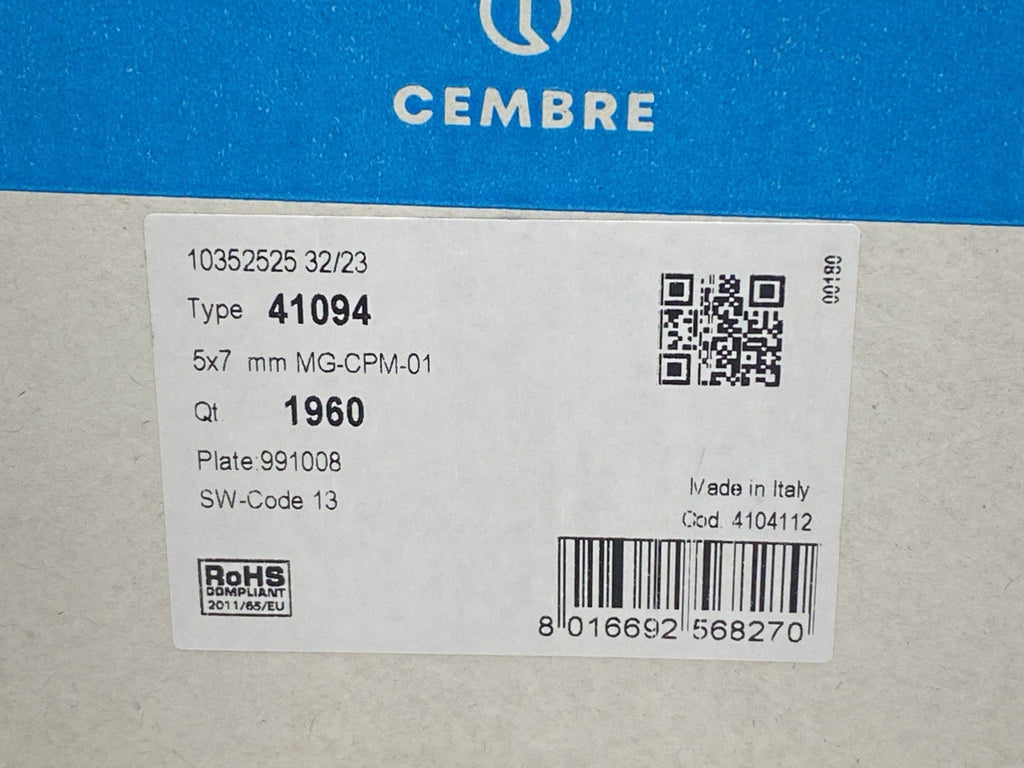 CEMBRE
10352525 32/23
Type 41094
5x7 mm MG-CPM-01
Qt 1960
Plate:991008
SW-Code 13
Made in Italy
Cod. 4104112
RoHS
COMPLIANT
2011/65/EU
8 016692 568270